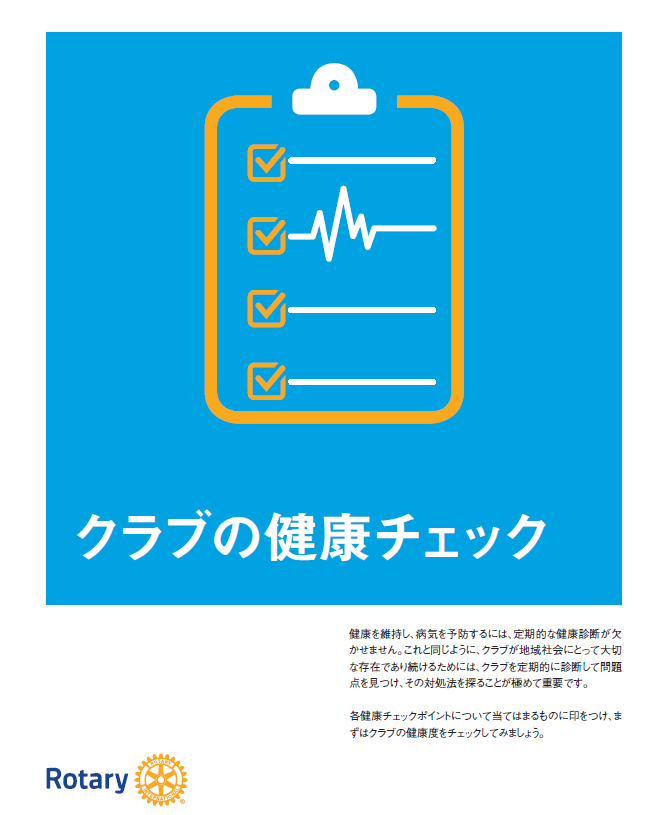 クラブの健康チェック
健康を維持し、病気を予防するには、定期的な健康診断が欠
かせません。これと同じように、クラブが地域社会にとって大切
な存在であり続けるためには、クラブを定期的に診断して問題
点を見つけ、その対処法を探ることが極めて重要です。
各健康チェックポイントについて当てはまるものに印をつけ、ま
ずはクラブの健康度をチェックしてみましょう。
Rotary
ROTARY
INTERNATIONAL
®